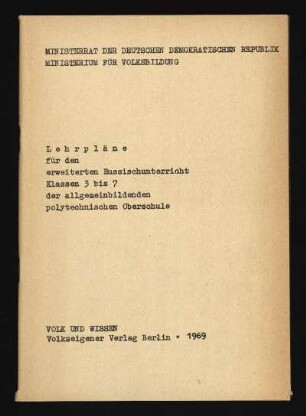 MINISTERRAT DER DEUTSCHEN DEMOKRATISCHEN REPUBLIK
MINISTERIUM FÜR VOLKSBILDUNG
L e h r p l ä n e
für den
erweiterten Russischunterricht
Klassen 3 bis 7
der allgemeinbildenden
polytechnischen Oberschule
VOLK UND WISSEN
Volkseigener Verlag Berlin • 1969